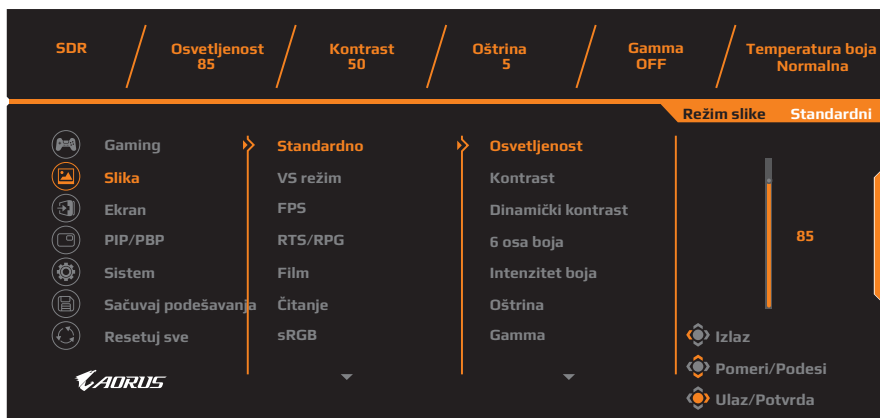 SDR
Osvetljenost
85
Kontrast
50
Oštrina
5
Gamma
OFF
Temperatura boja
Normalna
Režim slike Standardni
Gaming
Slika
Ekran
PIP/PBP
Sistem
Sačuvaj podešavanja
Resetuj sve
Standardno
VS režim
FPS
RTS/RPG
Film
Čitanje
sRGB
Osvetljenost
Kontrast
Dinamički kontrast
6 osa boja
Intenzitet boja
Oštrina
Gamma
85
Izlaz
Pomeri/Podesi
Ulaz/Potvrda
AORUS